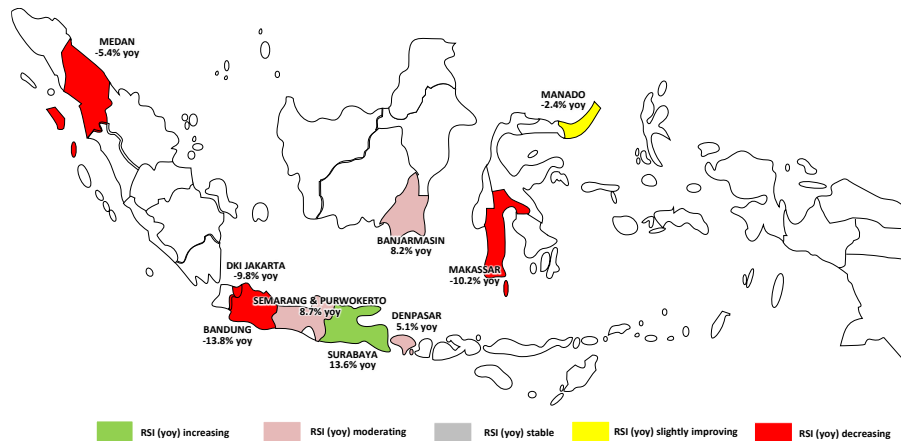 MEDAN
-5.4% yoy
MANADO
-2.4% yoy
BANJARMASIN
8.2% yoy
DKI JAKARTA
-9.8% yoy
MAKASSAR
-10.2% yoy
SEMARANG & PURWOKERTO
8.7% yoy
DENPASAR
5.1% yoy
BANDUNG
-13.8% yoy
SURABAYA
13.6% yoy
RSI (yoy) increasing
RSI (yoy) moderating
RSI (yoy) stable
RSI (yoy) slightly improving
RSI (yoy) decreasing